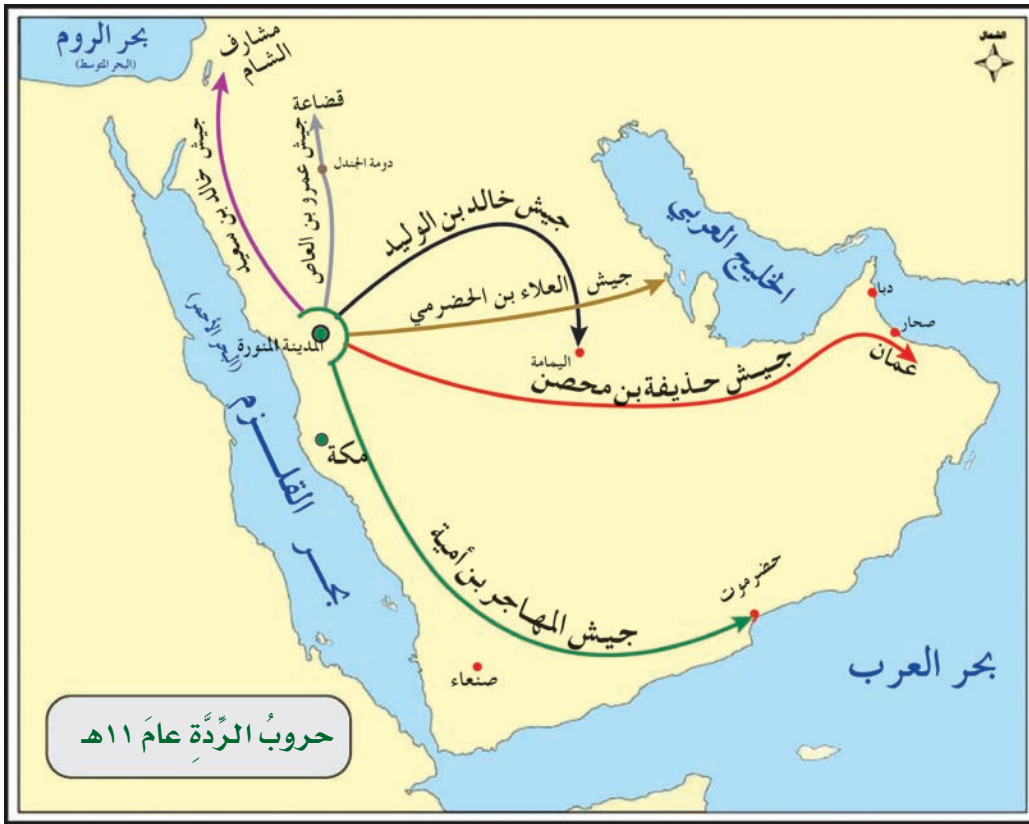 الشمال
بحر الروم
(البحر المتوسط)
مشارف
الشام
قضاعة
دومة الجندل
جيش خالد بن سعيد
جيش عمرو بن العاص
جيش خالد بن الوليد
جيش العلاء بن الحضرمي
الخليج العربي
دبا
صحار
عمان
المدينة المنورة
اليمامة
جيش حذيفة بن محصن
(البحر الأحمر)
بحر القلزم
مكة
جيش المهاجر بن أمية
حضرموت
صنعاء
بحر العرب
حروبُ الرِّدَّةِ عامَ ١١هـ